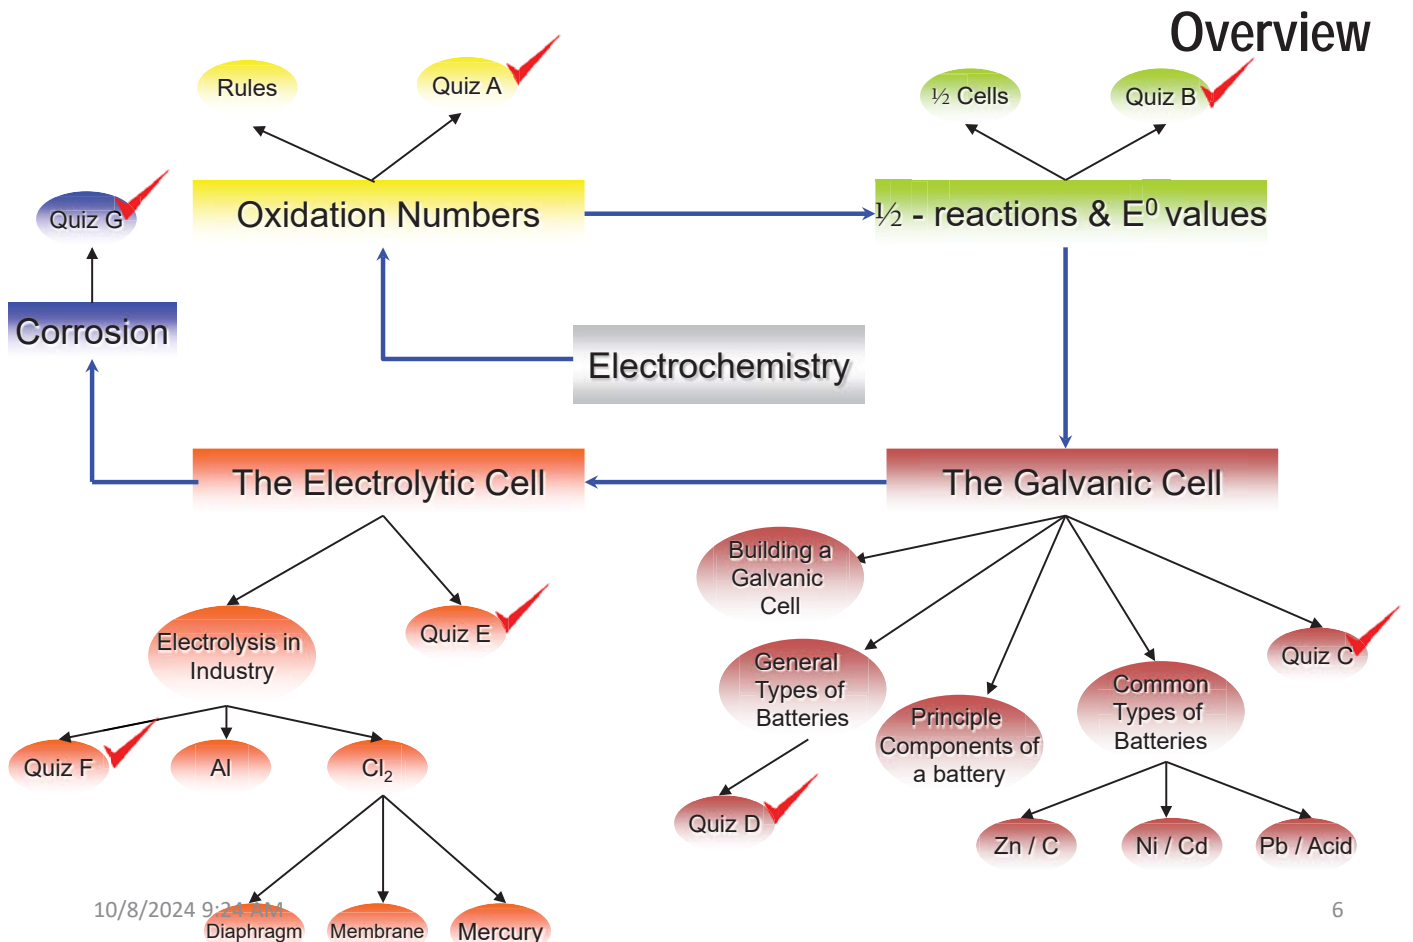 Overview
Rules
Quiz A
½ Cells
Quiz B
Quiz G
Oxidation Numbers
½ - reactions & E⁰ values
Corrosion
Electrochemistry
The Electrolytic Cell
The Galvanic Cell
Building a
Galvanic
Cell
Electrolysis in
Industry
Quiz E
General
Types of
Batteries
Principle
Components of
a battery
Common
Types of
Batteries
Quiz C
Quiz F
Al
Cl₂
Quiz D
Zn / C
Ni / Cd
Pb / Acid
Diaphragm
Membrane
Mercury
10/8/2024 9:24 AM
6